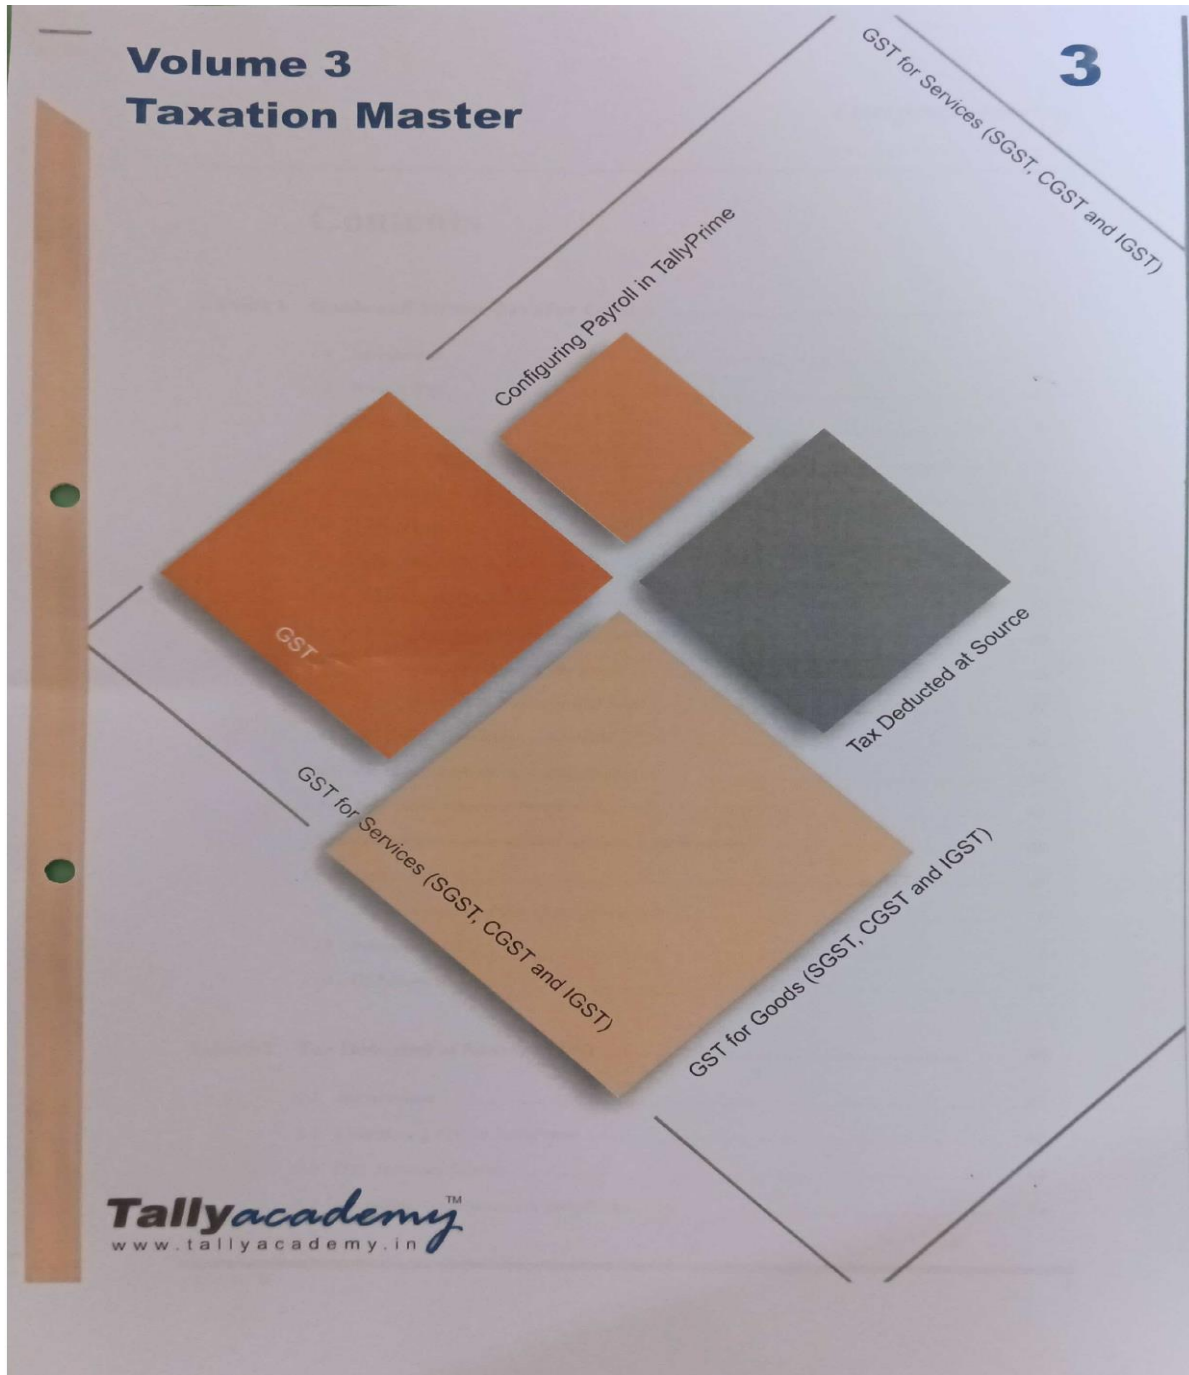 Volume 3
Taxation Master
3
GST for Services (SGST, CGST and IGST)
Configuring Payroll in TallyPrime
GST...
Tax Deducted at Source
GST for Services (SGST, CGST and IGST)
GST for Goods (SGST, CGST and IGST)
Tallyacademy™
www.tallyacademy.in